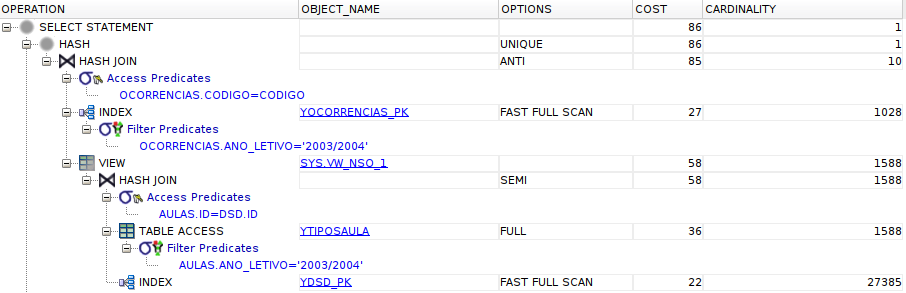 OPERATION OBJECT_NAME OPTIONS COST CARDINALITY
SELECT STATEMENT 86 1
HASH UNIQUE 86 1
HASH JOIN ANTI 85 10
Access Predicates
OCORRENCIAS.CODIGO=CODIGO
INDEX YOCORRENCIAS_PK FAST FULL SCAN 27 1028
Filter Predicates
OCORRENCIAS.ANO_LETIVO='2003/2004'
VIEW SYS.VW_NSO_1 58 1588
HASH JOIN SEMI 58 1588
Access Predicates
AULAS.ID=DSD.ID
TABLE ACCESS YTIPOSAULA FULL 36 1588
Filter Predicates
AULAS.ANO_LETIVO='2003/2004'
INDEX YDSD_PK FAST FULL SCAN 22 27385